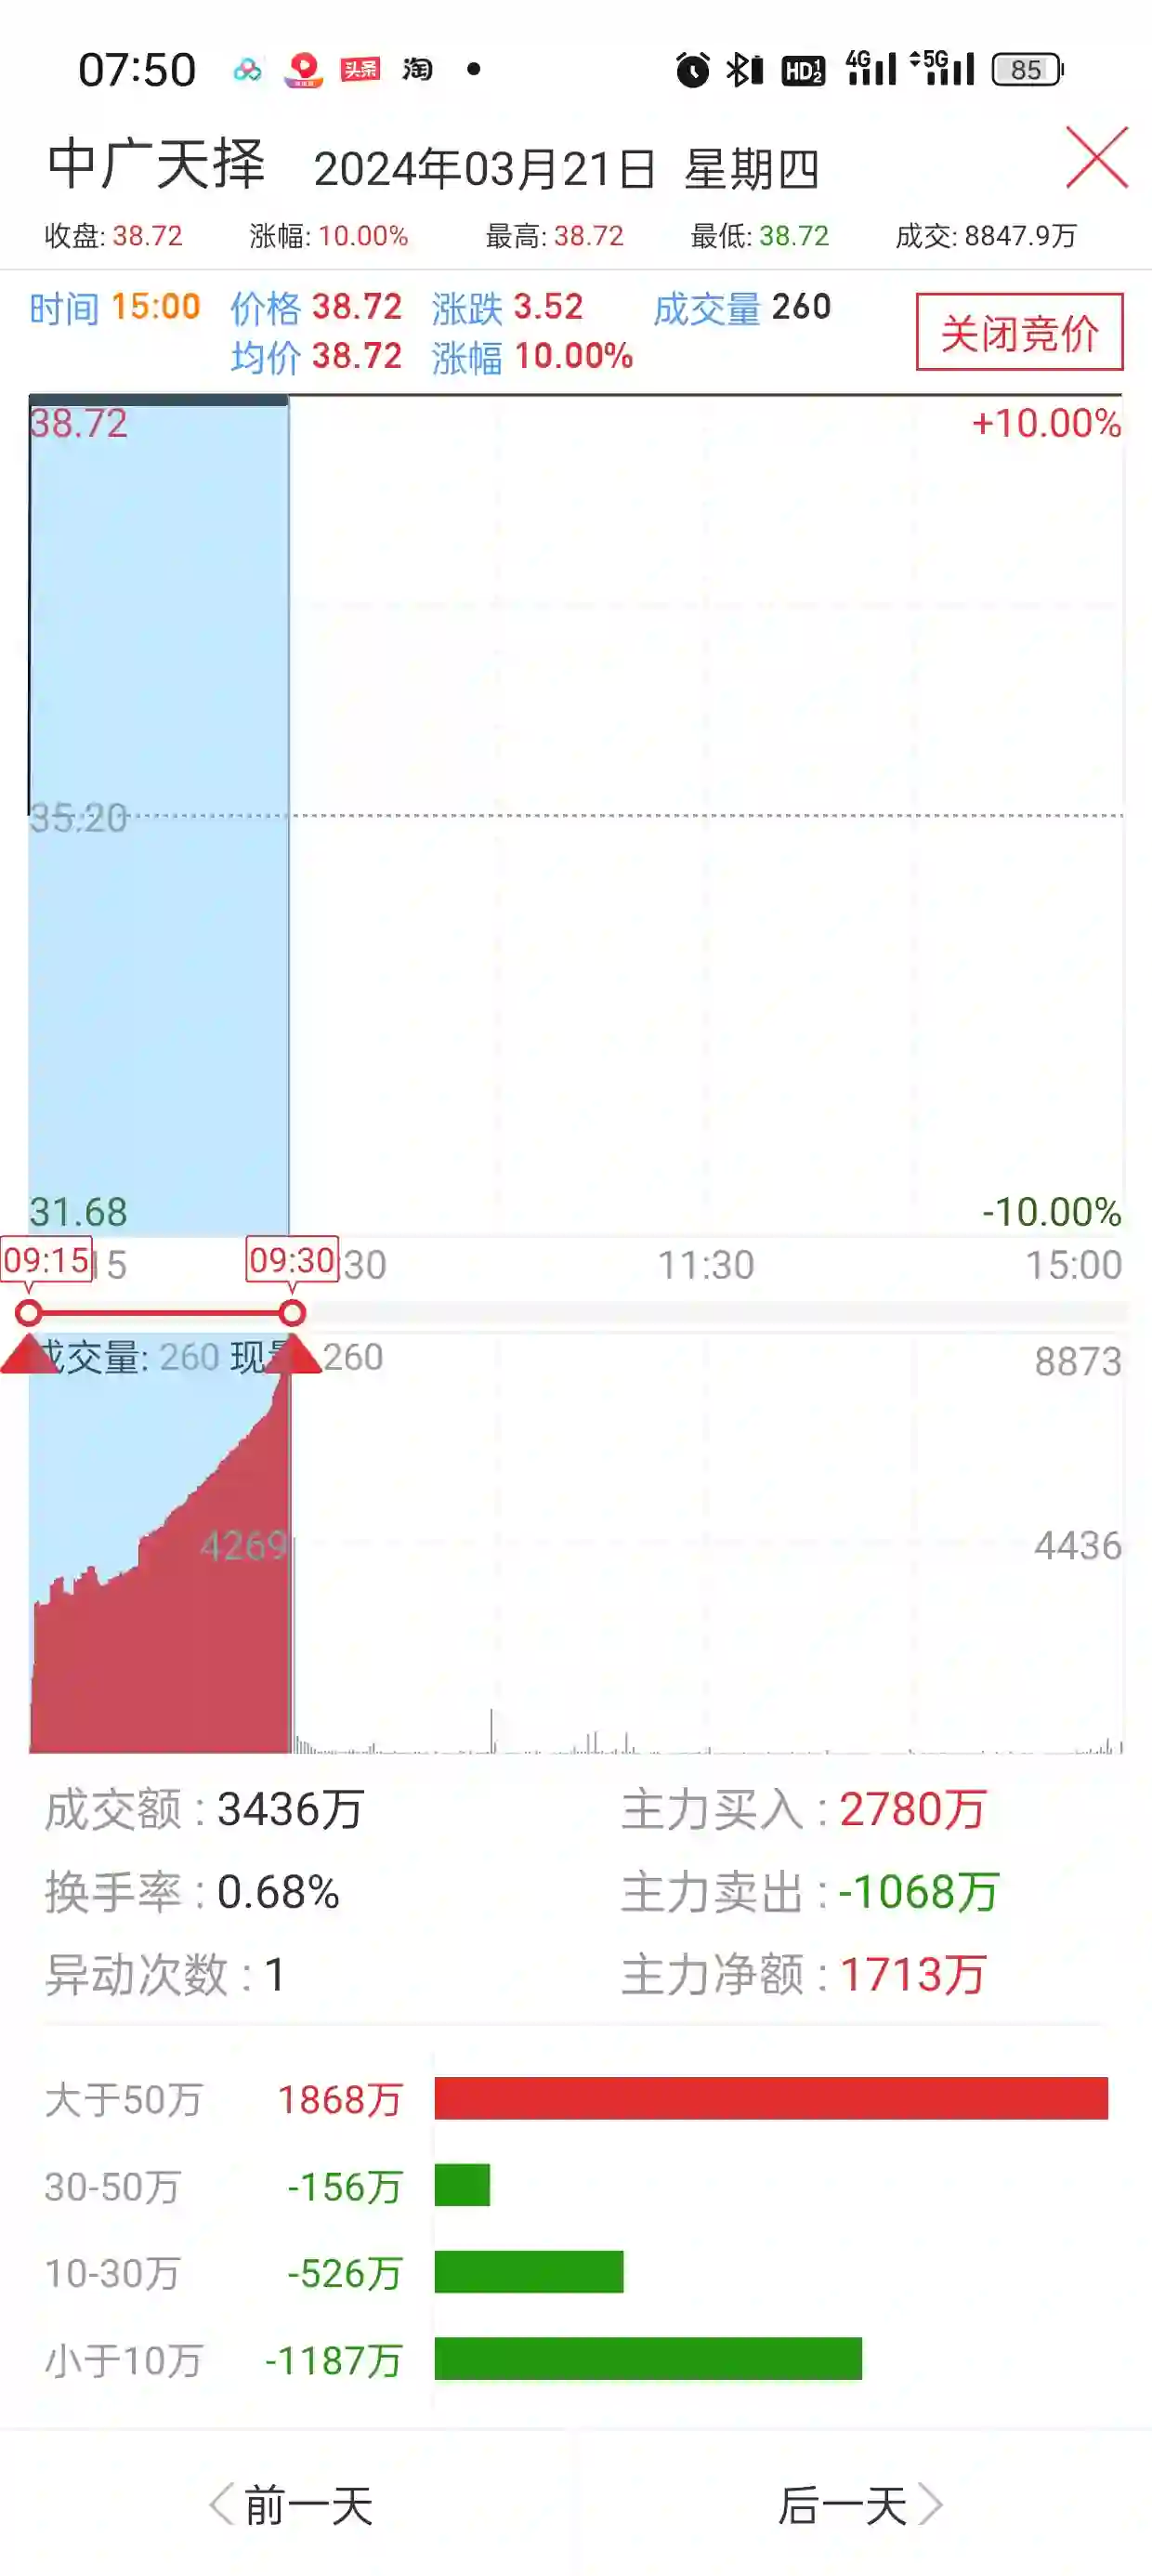 07:50 头条 淘 HD 1 2 4G 5G 85
中广天择 2024年03月21日 星期四
收盘: 38.72 涨幅: 10.00% 最高: 38.72 最低: 38.72 成交: 8847.9万
时间 15:00 价格 38.72 涨跌 3.52 成交量 260
关闭竞价
均价 38.72 涨幅 10.00%
38.72 +10.00%
35.20
31.68 -10.00%
09:15 15 09:30 30 11:30 15:00
成交量: 260 现量 260 8873
4269 4436
成交额 : 3436万 主力买入 : 2780万
换手率 : 0.68% 主力卖出 : -1068万
异动次数 : 1 主力净额 : 1713万
大于50万 1868万
30-50万 -156万
10-30万 -526万
小于10万 -1187万
前一天 后一天